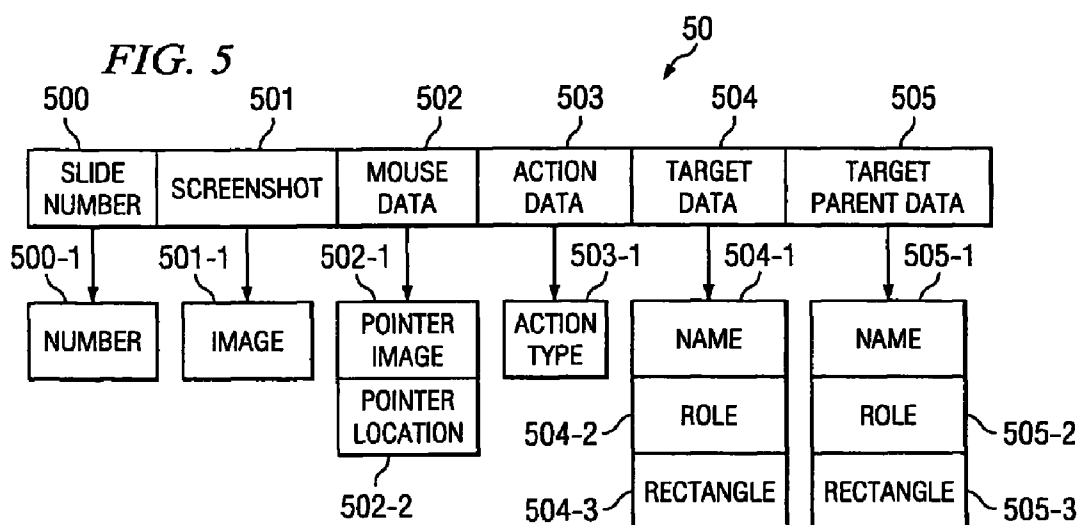 FIG. 5
50
500 501 502 503 504 505
SLIDE NUMBER SCREENSHOT MOUSE DATA ACTION DATA TARGET DATA TARGET PARENT DATA
500-1 501-1 502-1 503-1 504-1 505-1
NUMBER IMAGE POINTER IMAGE ACTION TYPE NAME NAME
POINTER LOCATION 504-2 ROLE ROLE 505-2
502-2 504-3 RECTANGLE RECTANGLE 505-3